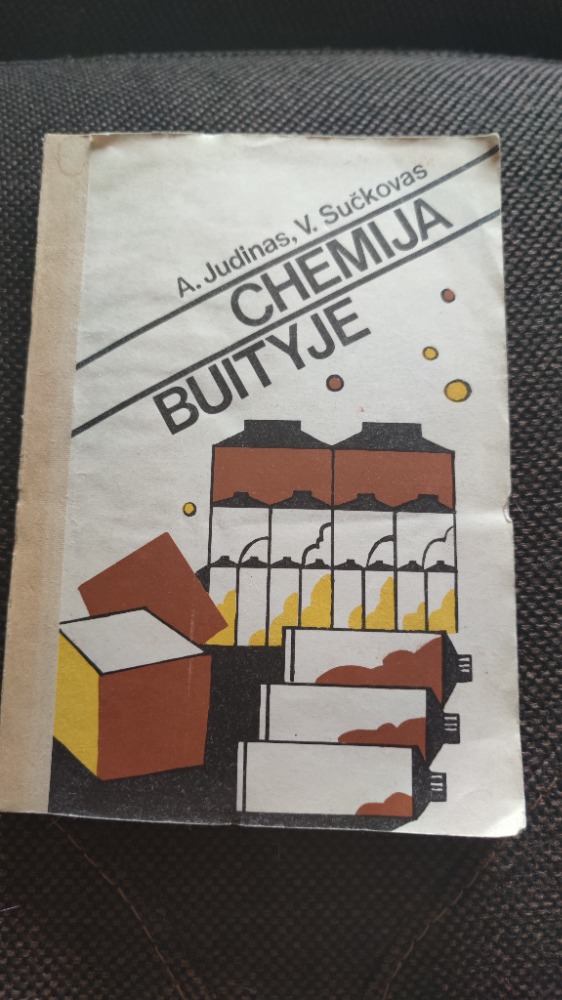 A. Judinas, V. Sučkovas
CHEMIJA
BUITYJE